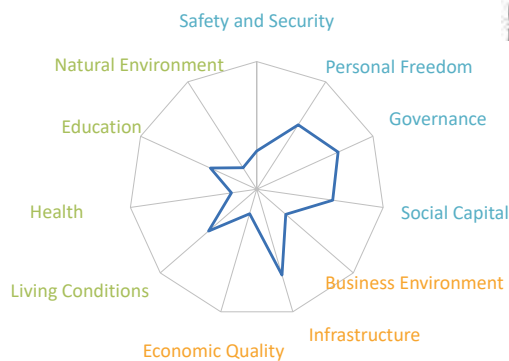 Safety and Security
Natural Environment
Personal Freedom
Education
Governance
Health
Social Capital
Living Conditions
Business Environment
Infrastructure
Economic Quality